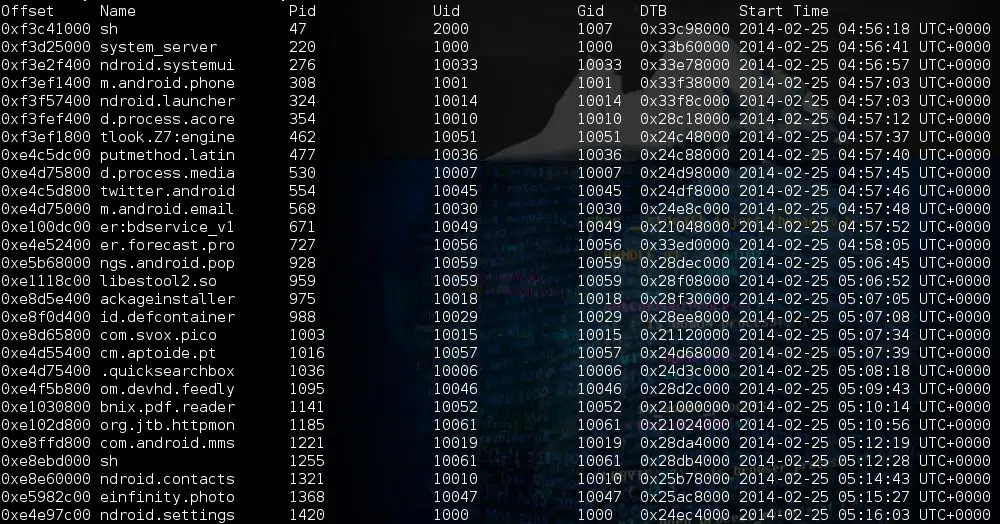 Offset Name Pid Uid Gid DTB Start Time
0xf3c41000 sh 47 2000 1007 0x33c98000 2014-02-25 04:56:18 UTC+0000
0xf3d25000 system_server 220 1000 1000 0x33b60000 2014-02-25 04:56:41 UTC+0000
0xf3e2f400 ndroid.systemui 276 10033 10033 0x33e78000 2014-02-25 04:56:57 UTC+0000
0xf3ef1400 m.android.phone 308 1001 1001 0x33f38000 2014-02-25 04:57:03 UTC+0000
0xf3f57400 ndroid.launcher 324 10014 10014 0x33f8c000 2014-02-25 04:57:03 UTC+0000
0xf3fef400 d.process.acore 354 10010 10010 0x28c18000 2014-02-25 04:57:12 UTC+0000
0xf3ef1800 tlook.Z7:engine 462 10051 10051 0x24c48000 2014-02-25 04:57:37 UTC+0000
0xe4c5dc00 putmethod.latin 477 10036 10036 0x24c88000 2014-02-25 04:57:40 UTC+0000
0xe4d75800 d.process.media 530 10007 10007 0x24d98000 2014-02-25 04:57:45 UTC+0000
0xe4c5d800 twitter.android 554 10045 10045 0x24df8000 2014-02-25 04:57:46 UTC+0000
0xe4d75000 m.android.email 568 10030 10030 0x24e8c000 2014-02-25 04:57:48 UTC+0000
0xe100dc00 er:bdservice_v1 671 10049 10049 0x21048000 2014-02-25 04:57:52 UTC+0000
0xe4e52400 er.forecast.pro 727 10056 10056 0x33ed0000 2014-02-25 04:58:05 UTC+0000
0xe5b68000 ngs.android.pop 928 10059 10059 0x28dec000 2014-02-25 05:06:45 UTC+0000
0xe1118c00 libestool2.so 959 10059 10059 0x28f08000 2014-02-25 05:06:52 UTC+0000
0xe8d5e400 ackageinstaller 975 10018 10018 0x28f30000 2014-02-25 05:07:05 UTC+0000
0xe8f0d400 id.defcontainer 988 10029 10029 0x28ee8000 2014-02-25 05:07:08 UTC+0000
0xe8d65800 com.svox.pico 1003 10015 10015 0x21120000 2014-02-25 05:07:34 UTC+0000
0xe4d55400 cm.aptoide.pt 1016 10057 10057 0x24d68000 2014-02-25 05:07:39 UTC+0000
0xe4d75400 .quicksearchbox 1036 10006 10006 0x24d3c000 2014-02-25 05:08:18 UTC+0000
0xe4f5b800 om.devhd.feedly 1095 10046 10046 0x28d2c000 2014-02-25 05:09:43 UTC+0000
0xe1030800 bnix.pdf.reader 1141 10052 10052 0x21000000 2014-02-25 05:10:14 UTC+0000
0xe102d800 org.jtb.httpmon 1185 10061 10061 0x21024000 2014-02-25 05:10:56 UTC+0000
0xe8ffd800 com.android.mms 1221 10019 10019 0x28da4000 2014-02-25 05:12:19 UTC+0000
0xe8ebd000 sh 1255 10061 10061 0x28db4000 2014-02-25 05:12:28 UTC+0000
0xe8e60000 ndroid.contacts 1321 10010 10010 0x25b78000 2014-02-25 05:14:43 UTC+0000
0xe5982c00 einfinity.photo 1368 10047 10047 0x25ac8000 2014-02-25 05:15:27 UTC+0000
0xe4e97c00 ndroid.settings 1420 1000 1000 0x24ec4000 2014-02-25 05:16:03 UTC+0000